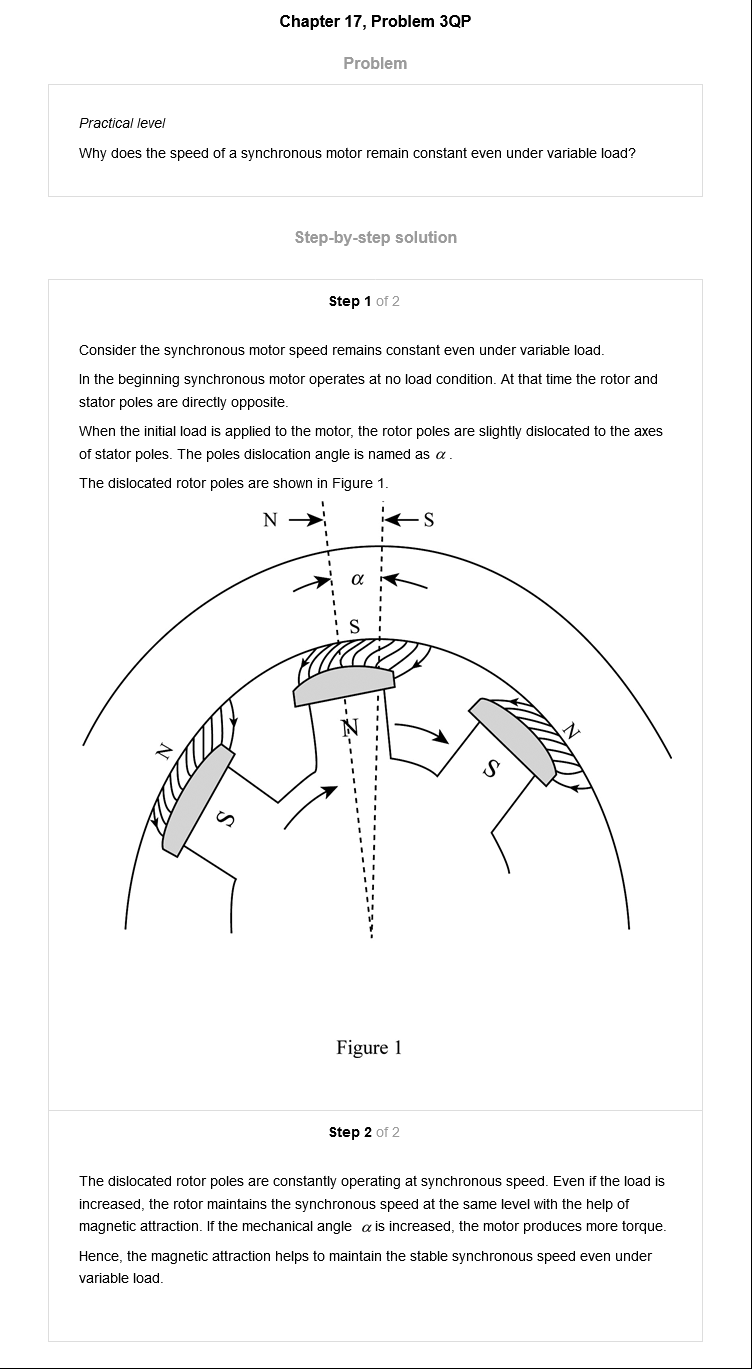 Chapter 17, Problem 3QP
Problem
Practical level
Why does the speed of a synchronous motor remain constant even under variable load?
Step-by-step solution
Step 1 of 2
Consider the synchronous motor speed remains constant even under variable load.
In the beginning synchronous motor operates at no load condition. At that time the rotor and
stator poles are directly opposite.
When the initial load is applied to the motor, the rotor poles are slightly dislocated to the axes
of stator poles. The poles dislocation angle is named as α .
The dislocated rotor poles are shown in Figure 1.
N S
α
S
N
N
N
S
S
Figure 1
Step 2 of 2
The dislocated rotor poles are constantly operating at synchronous speed. Even if the load is
increased, the rotor maintains the synchronous speed at the same level with the help of
magnetic attraction. If the mechanical angle α is increased, the motor produces more torque.
Hence, the magnetic attraction helps to maintain the stable synchronous speed even under
variable load.